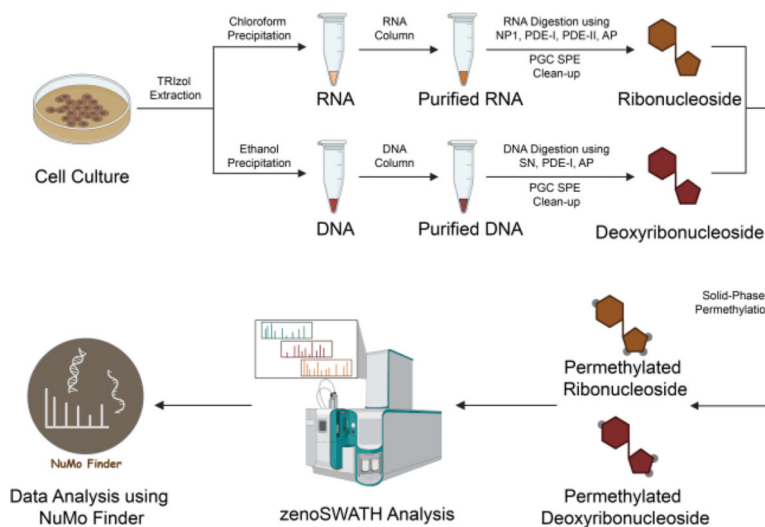 Chloroform
Precipitation
RNA
Column
RNA Digestion using
NP1, PDE-I, PDE-II, AP
PGC SPE
Clean-up
TRIzol
Extraction
RNA
Purified RNA
Ribonucleoside
Cell Culture
Ethanol
Precipitation
DNA
Column
DNA Digestion using
SN, PDE-I, AP
PGC SPE
Clean-up
DNA
Purified DNA
Deoxyribonucleoside
Solid-Phase
Permethylatio
Permethylated
Ribonucleoside
NuMo Finder
Data Analysis using
NuMo Finder
zenoSWATH Analysis
Permethylated
Deoxyribonucleoside